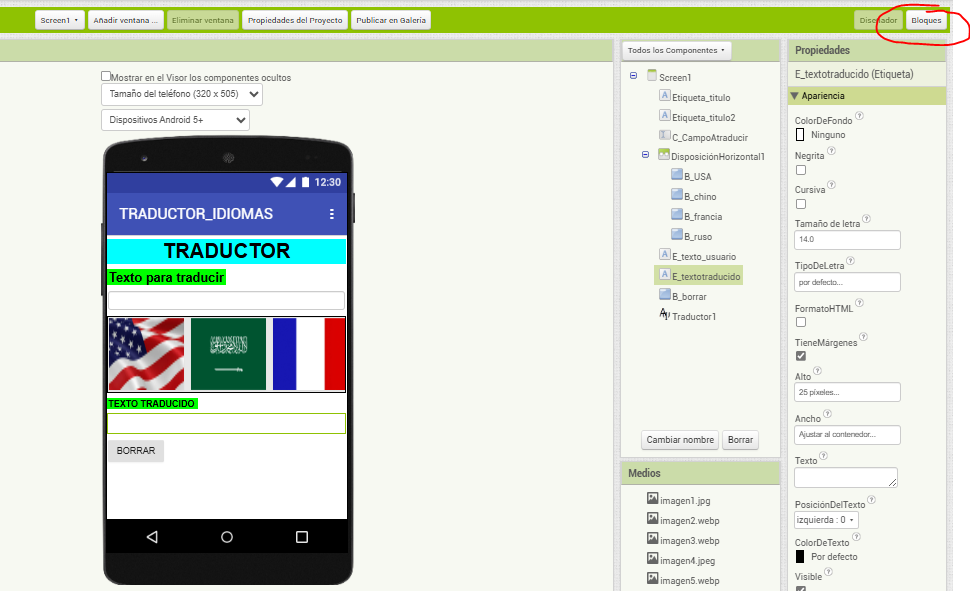 Screen1
Añadir ventana ...
Eliminar ventana
Propiedades del Proyecto
Publicar en Galería
Diseñador
Bloques
Mostrar en el Visor los componentes ocultos
Tamaño del teléfono (320 x 505)
Dispositivos Android 5+
12:30
TRADUCTOR_IDIOMAS
TRADUCTOR
Texto para traducir
TEXTO TRADUCIDO
BORRAR
Todos los Componentes
Screen1
Etiqueta_titulo
Etiqueta_titulo2
C_CampoAtraducir
DisposiciónHorizontal1
B_USA
B_chino
B_francia
B_ruso
E_texto_usuario
E_textotraducido
B_borrar
Traductor1
Cambiar nombre
Borrar
Medios
imagen1.jpg
imagen2.webp
imagen3.webp
imagen4.jpeg
imagen5.webp
Propiedades
E_textotraducido (Etiqueta)
Apariencia
ColorDeFondo
Ninguno
Negrita
Cursiva
Tamaño de letra
14.0
TipoDeLetra
por defecto...
FormatoHTML
TieneMárgenes
Alto
25 píxeles...
Ancho
Ajustar al contenedor...
Texto
PosiciónDelTexto
izquierda : 0
ColorDeTexto
Por defecto
Visible